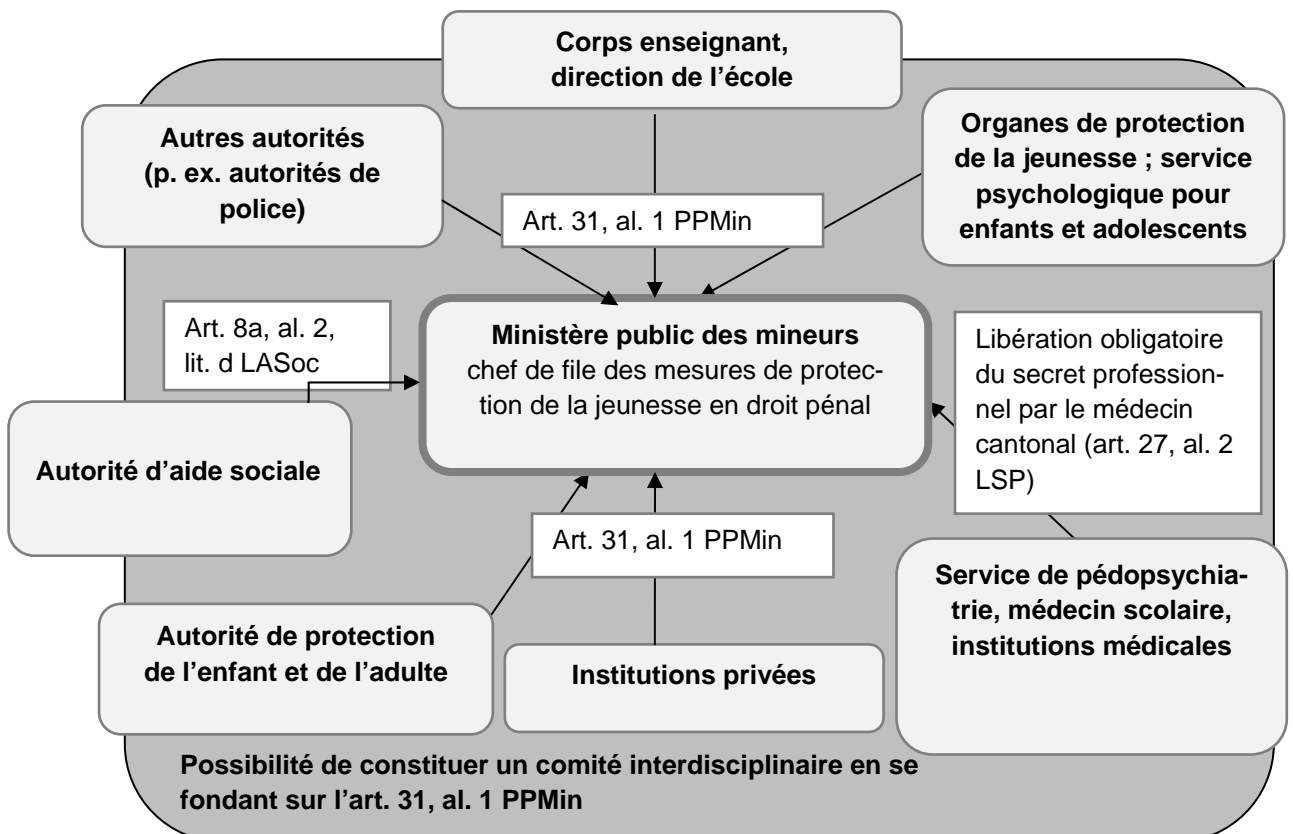 Corps enseignant,
direction de l’école
Autres autorités
(p. ex. autorités de
police)
Organes de protection
de la jeunesse ; service
psychologique pour
enfants et adolescents
Art. 31, al. 1 PPMin
Art. 8a, al. 2,
lit. d LASoc
Ministère public des mineurs
chef de file des mesures de protec-
tion de la jeunesse en droit pénal
Libération obligatoire
du secret profession-
nel par le médecin
cantonal (art. 27, al. 2
LSP)
Autorité d’aide sociale
Art. 31, al. 1 PPMin
Service de pédopsychia-
trie, médecin scolaire,
institutions médicales
Autorité de protection
de l’enfant et de l’adulte
Institutions privées
Possibilité de constituer un comité interdisciplinaire en se
fondant sur l’art. 31, al. 1 PPMin